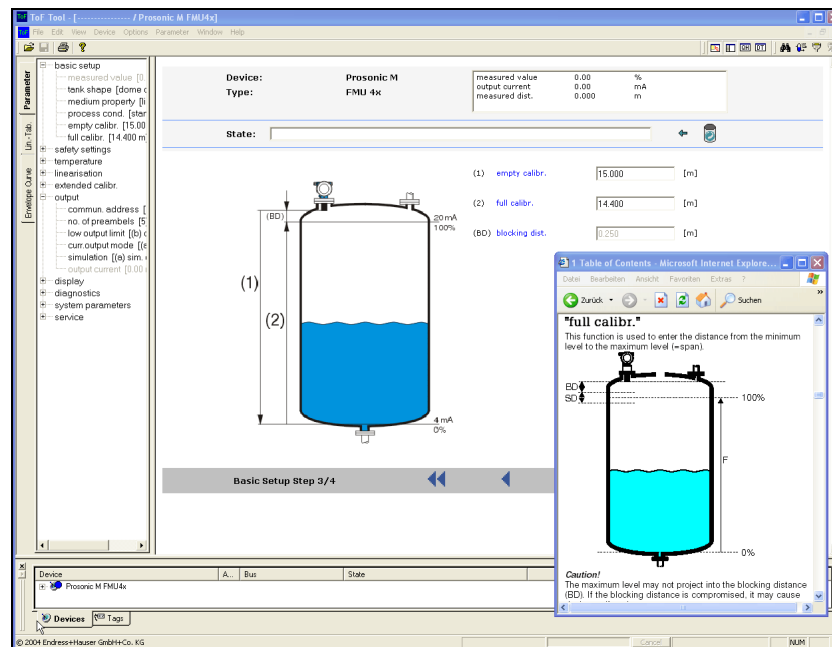 ToF Tool - [--------------- / Prosonic M FMU4x]
File Edit View Device Options Parameter Window Help
Parameter
Lin.-Tab.
Envelope Curve
basic setup
measured value [0.
tank shape [dome c
medium property [li
process cond. [star
empty calibr. [15.00
full calibr. [14.400 m
safety settings
temperature
linearisation
extended calibr.
output
commun. address [
no. of preambels [5
low output limit [(b) c
curr.output mode [(a
simulation [(a) sim. o
output current [0.00
display
diagnostics
system parameters
service
Device: Prosonic M
Type: FMU 4x
measured value 0.00 %
output current 0.00 mA
measured dist. 0.000 m
State:
(BD)
20 mA
100%
(1)
(2)
4 mA
0%
(1) empty calibr. 15.000 [m]
(2) full calibr. 14.400 [m]
(BD) blocking dist. 0.250 [m]
Basic Setup Step 3/4
1 Table of Contents - Microsoft Internet Explore...
Datei Bearbeiten Ansicht Favoriten Extras ?
Zurück Suchen
"full calibr."
This function is used to enter the distance from the minimum
level to the maximum level (=span).
BD
SD
100%
F
0%
Caution!
The maximum level may not project into the blocking distance
(BD). If the blocking distance is compromised, it may cause
Device A... Bus State
Prosonic M FMU4x
Devices Tags
© 2004 Endress+Hauser GmbH+Co. KG
Cancel
NUM